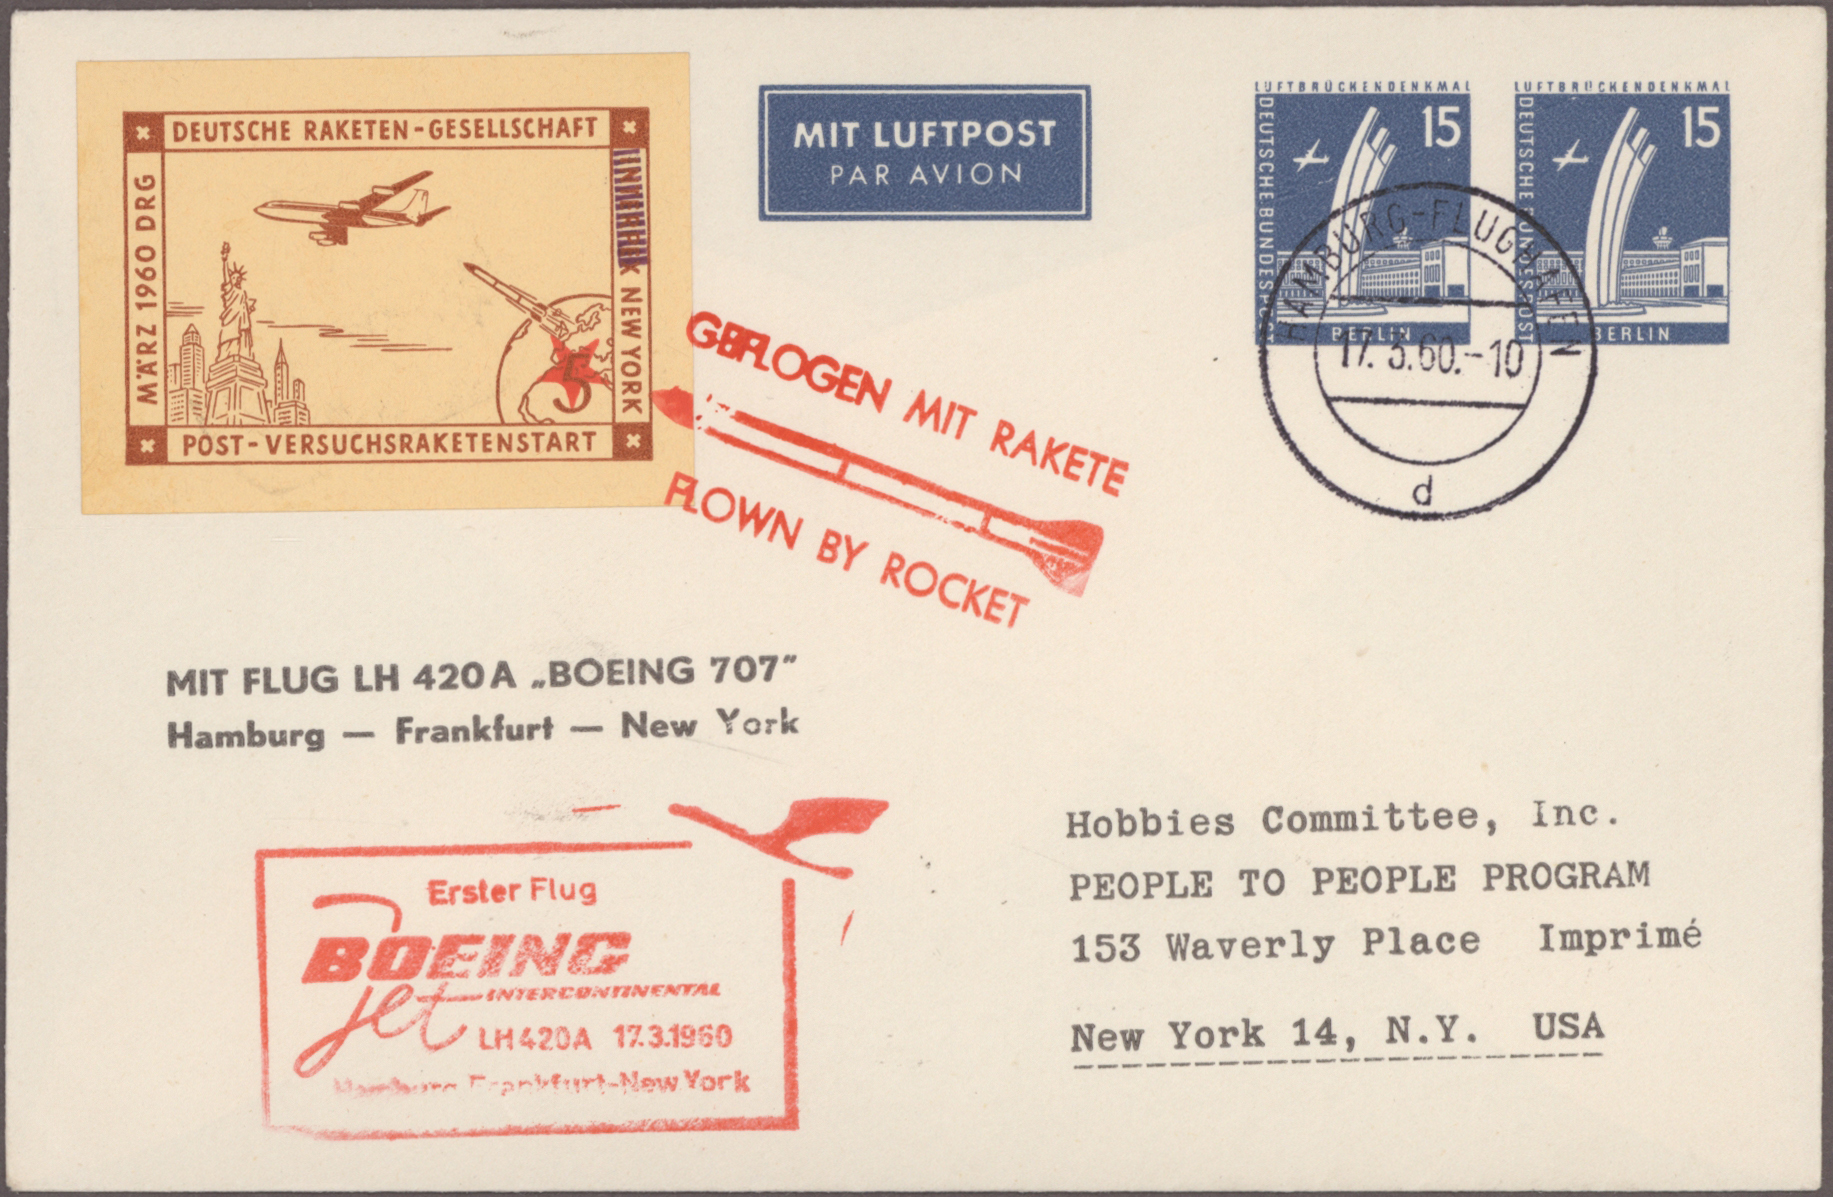 DEUTSCHE RAKETEN-GESELLSCHAFT
MÄRZ 1960 DRG
NEW YORK
5
POST-VERSUCHSRAKETENSTART
MIT LUFTPOST
PAR AVION
LUFTBRÜCKENDENKMAL
DEUTSCHE BUNDESPOST
15
BERLIN
LUFTBRÜCKENDENKMAL
DEUTSCHE BUNDESPOST
15
BERLIN
HAMBURG-FLUGHAFEN
17.3.60.-10
d
GEFLOGEN MIT RAKETE
FLOWN BY ROCKET
MIT FLUG LH 420A „BOEING 707”
Hamburg — Frankfurt — New York
Erster Flug
BOEING
jet INTERCONTINENTAL
LH420A 17.3.1960
Hamburg-Frankfurt-New York
Hobbies Committee, Inc.
PEOPLE TO PEOPLE PROGRAM
153 Waverly Place Imprimé
New York 14, N.Y. USA